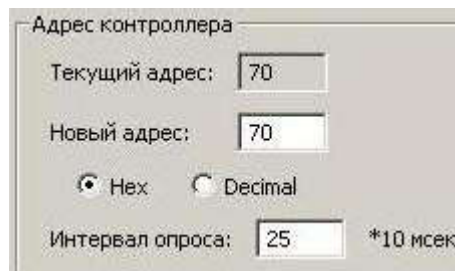 Адрес контроллера
Текущий адрес: 70
Новый адрес: 70
Hex Decimal
Интервал опроса: 25 *10 мсек